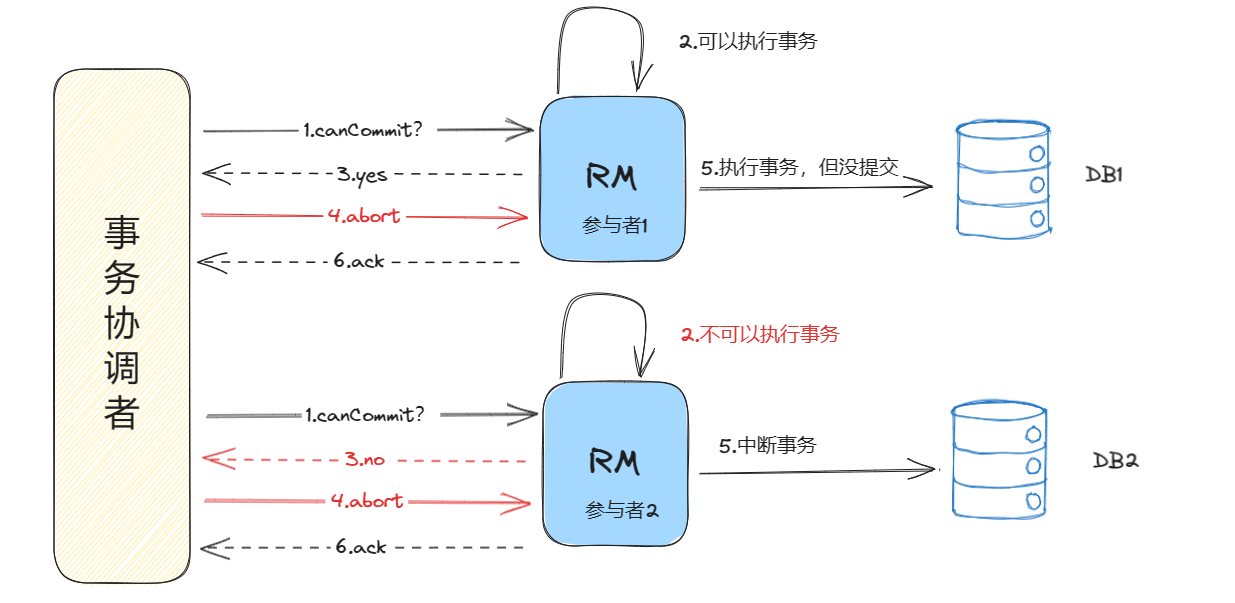 事务协调者
2.可以执行事务
1.canCommit?
3.yes
4.abort
6.ack
RM
参与者1
5.执行事务，但没提交
DB1
2.不可以执行事务
1.canCommit?
3.no
4.abort
6.ack
RM
参与者2
5.中断事务
DB2